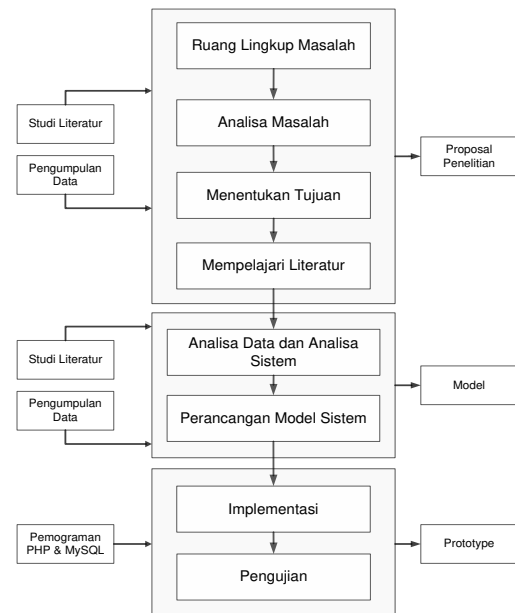 Ruang Lingkup Masalah
Studi Literatur
Analisa Masalah
Proposal
Penelitian
Pengumpulan
Data
Menentukan Tujuan
Mempelajari Literatur
Studi Literatur
Analisa Data dan Analisa
Sistem
Model
Pengumpulan
Data
Perancangan Model Sistem
Implementasi
Pemograman
PHP & MySQL
Prototype
Pengujian